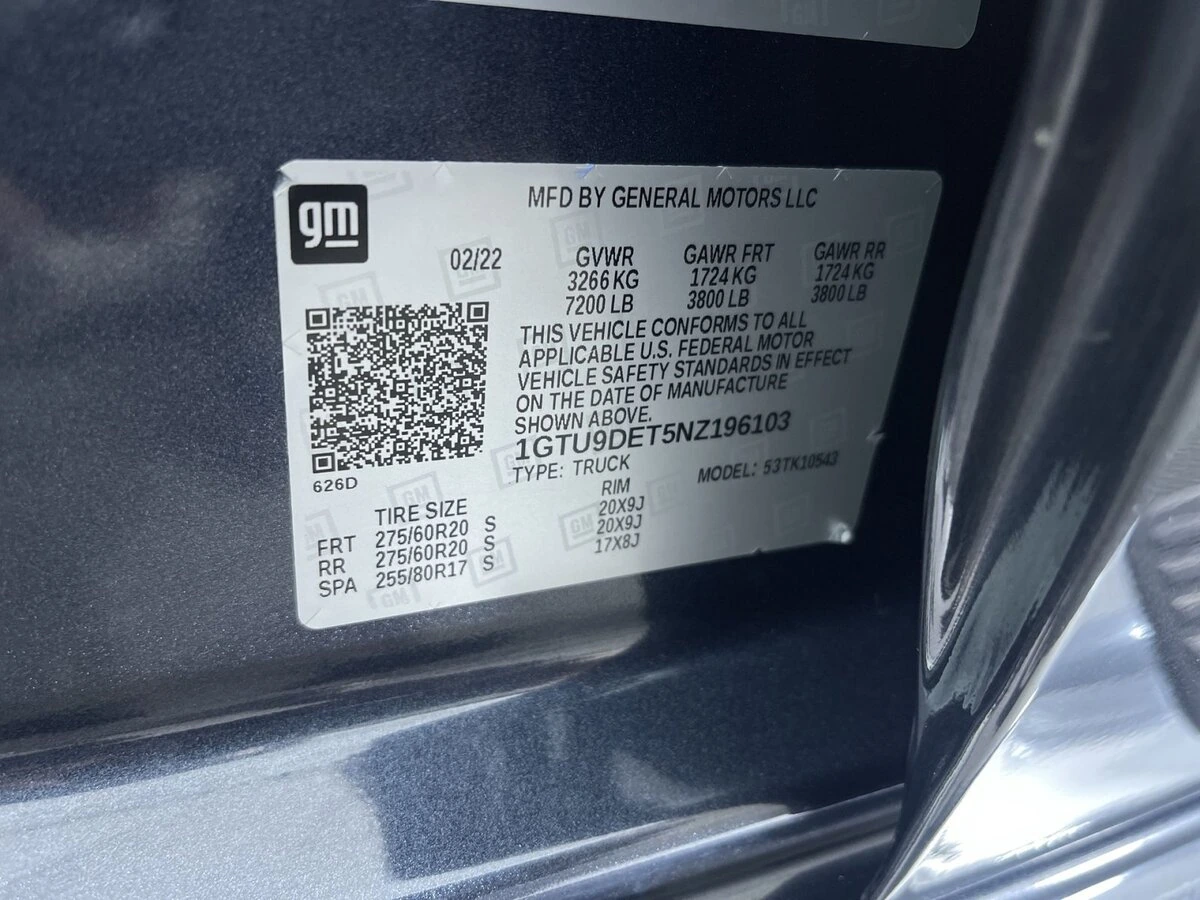 gm
MFD BY GENERAL MOTORS LLC
02/22
GVWR GAWR FRT GAWR RR
3266 KG 1724 KG 1724 KG
7200 LB 3800 LB 3800 LB
THIS VEHICLE CONFORMS TO ALL
APPLICABLE U.S. FEDERAL MOTOR
VEHICLE SAFETY STANDARDS IN EFFECT
ON THE DATE OF MANUFACTURE
SHOWN ABOVE.
1GTU9DET5NZ196103
TYPE: TRUCK MODEL: 53TK10543
626D
TIRE SIZE RIM
FRT 275/60R20 S 20X9J
RR 275/60R20 S 20X9J
SPA 255/80R17 S 17X8J